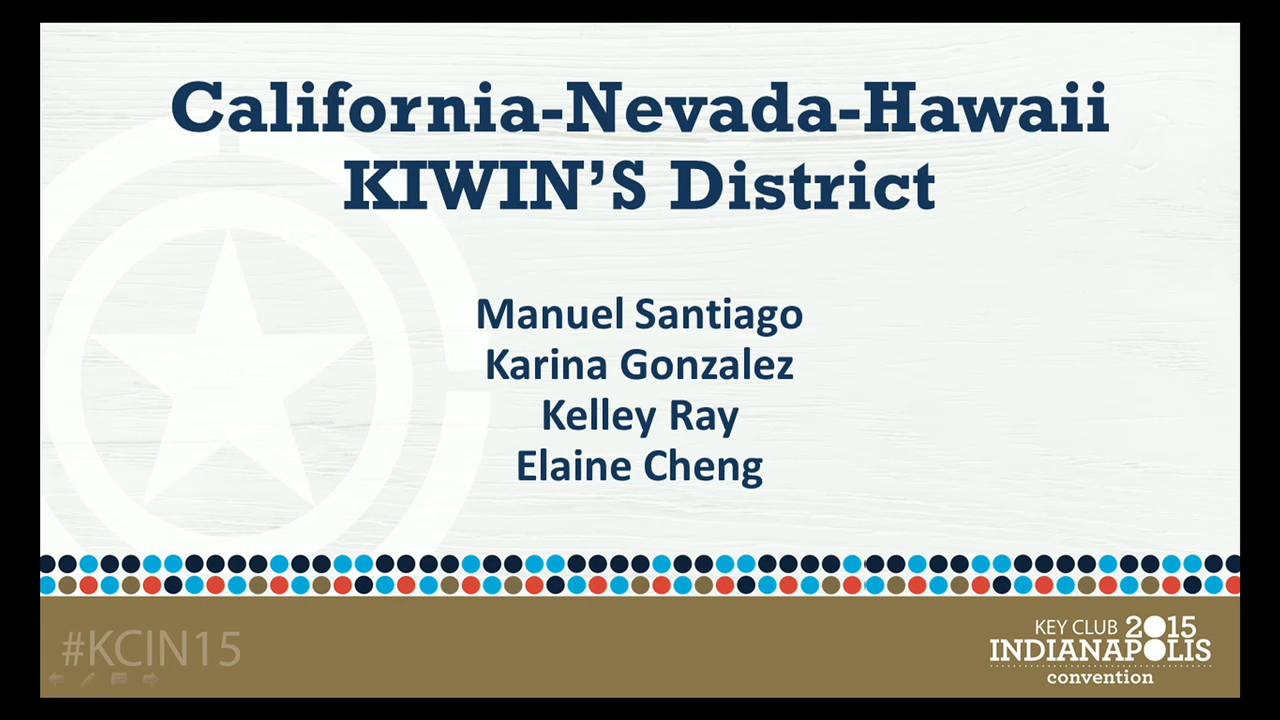 California-Nevada-Hawaii
KIWIN’S District
Manuel Santiago
Karina Gonzalez
Kelley Ray
Elaine Cheng
#KCIN15
KEY CLUB 2015
INDIANAPOLIS
convention